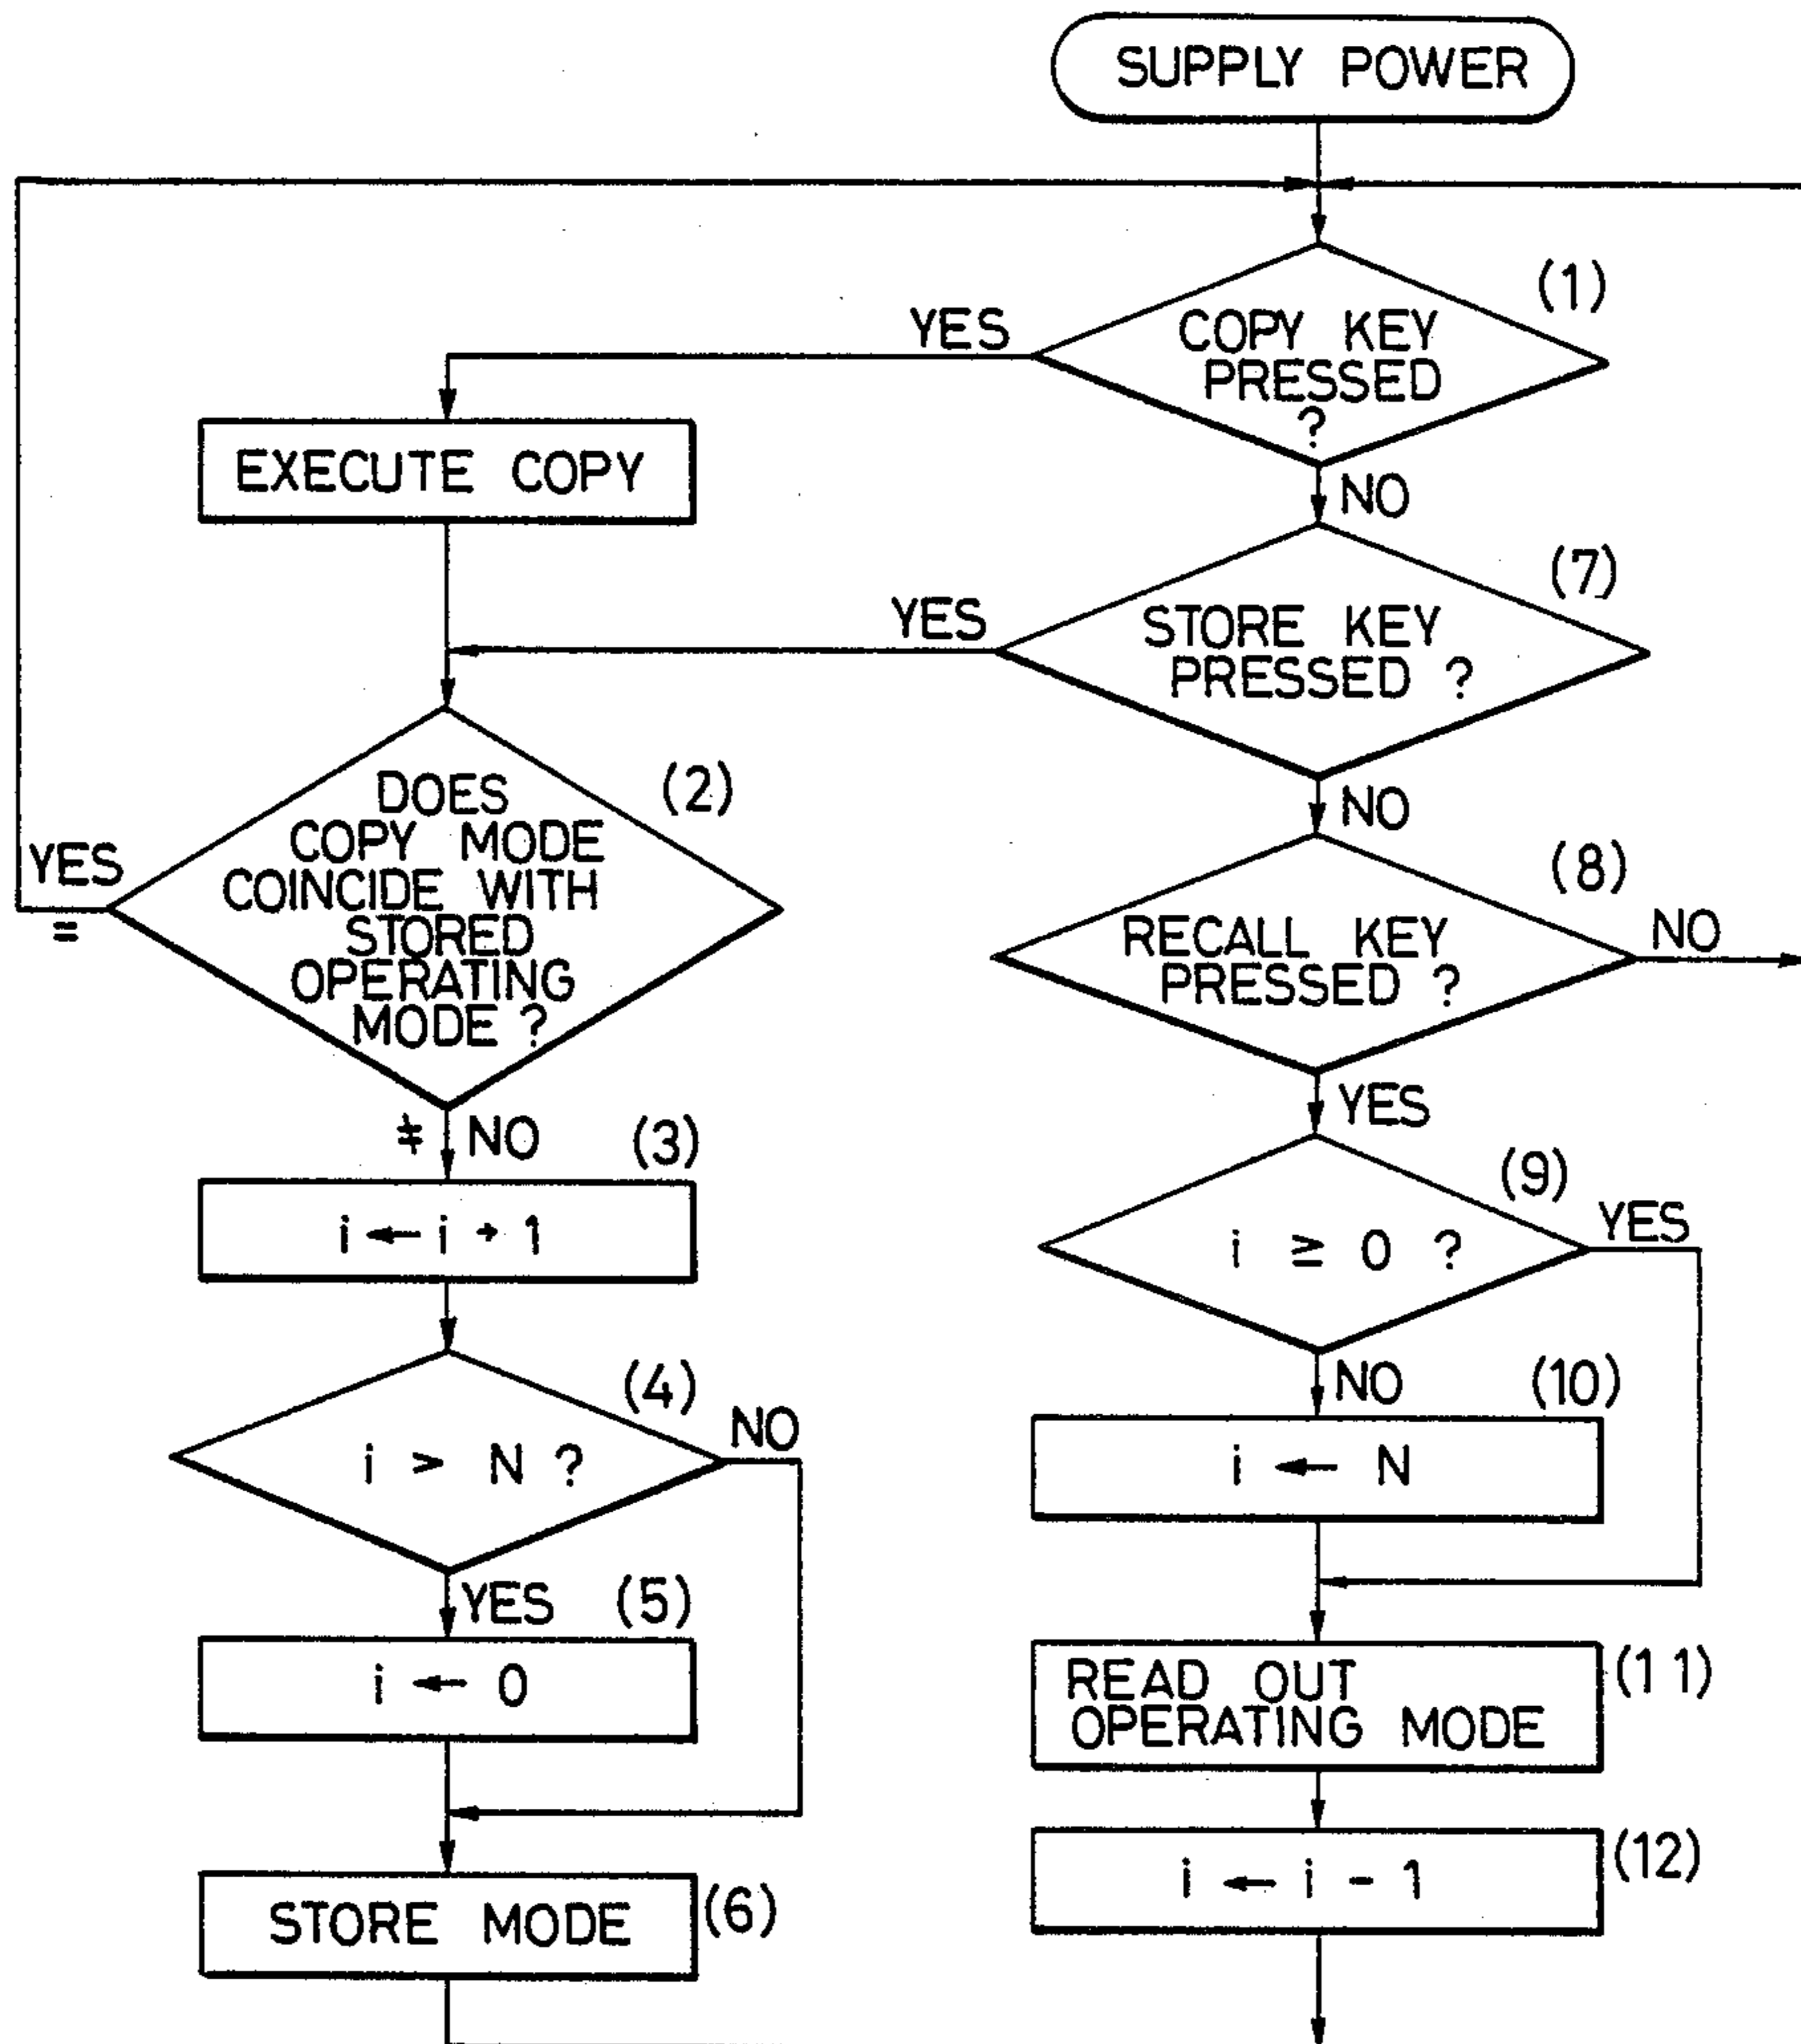 SUPPLY POWER
(1)
YES
COPY KEY
PRESSED
?
EXECUTE COPY
NO
(7)
YES
STORE KEY
PRESSED ?
NO
(2)
DOES
COPY MODE
COINCIDE WITH
STORED
OPERATING
MODE ?
YES
=
(8)
RECALL KEY
PRESSED ?
NO
YES
≠ NO
(3)
i ← i + 1
(9)
i ≥ 0 ?
YES
NO
(4)
i > N ?
NO
(10)
i ← N
YES
(5)
i ← 0
READ OUT
OPERATING MODE
(11)
STORE MODE
(6)
i ← i - 1
(12)